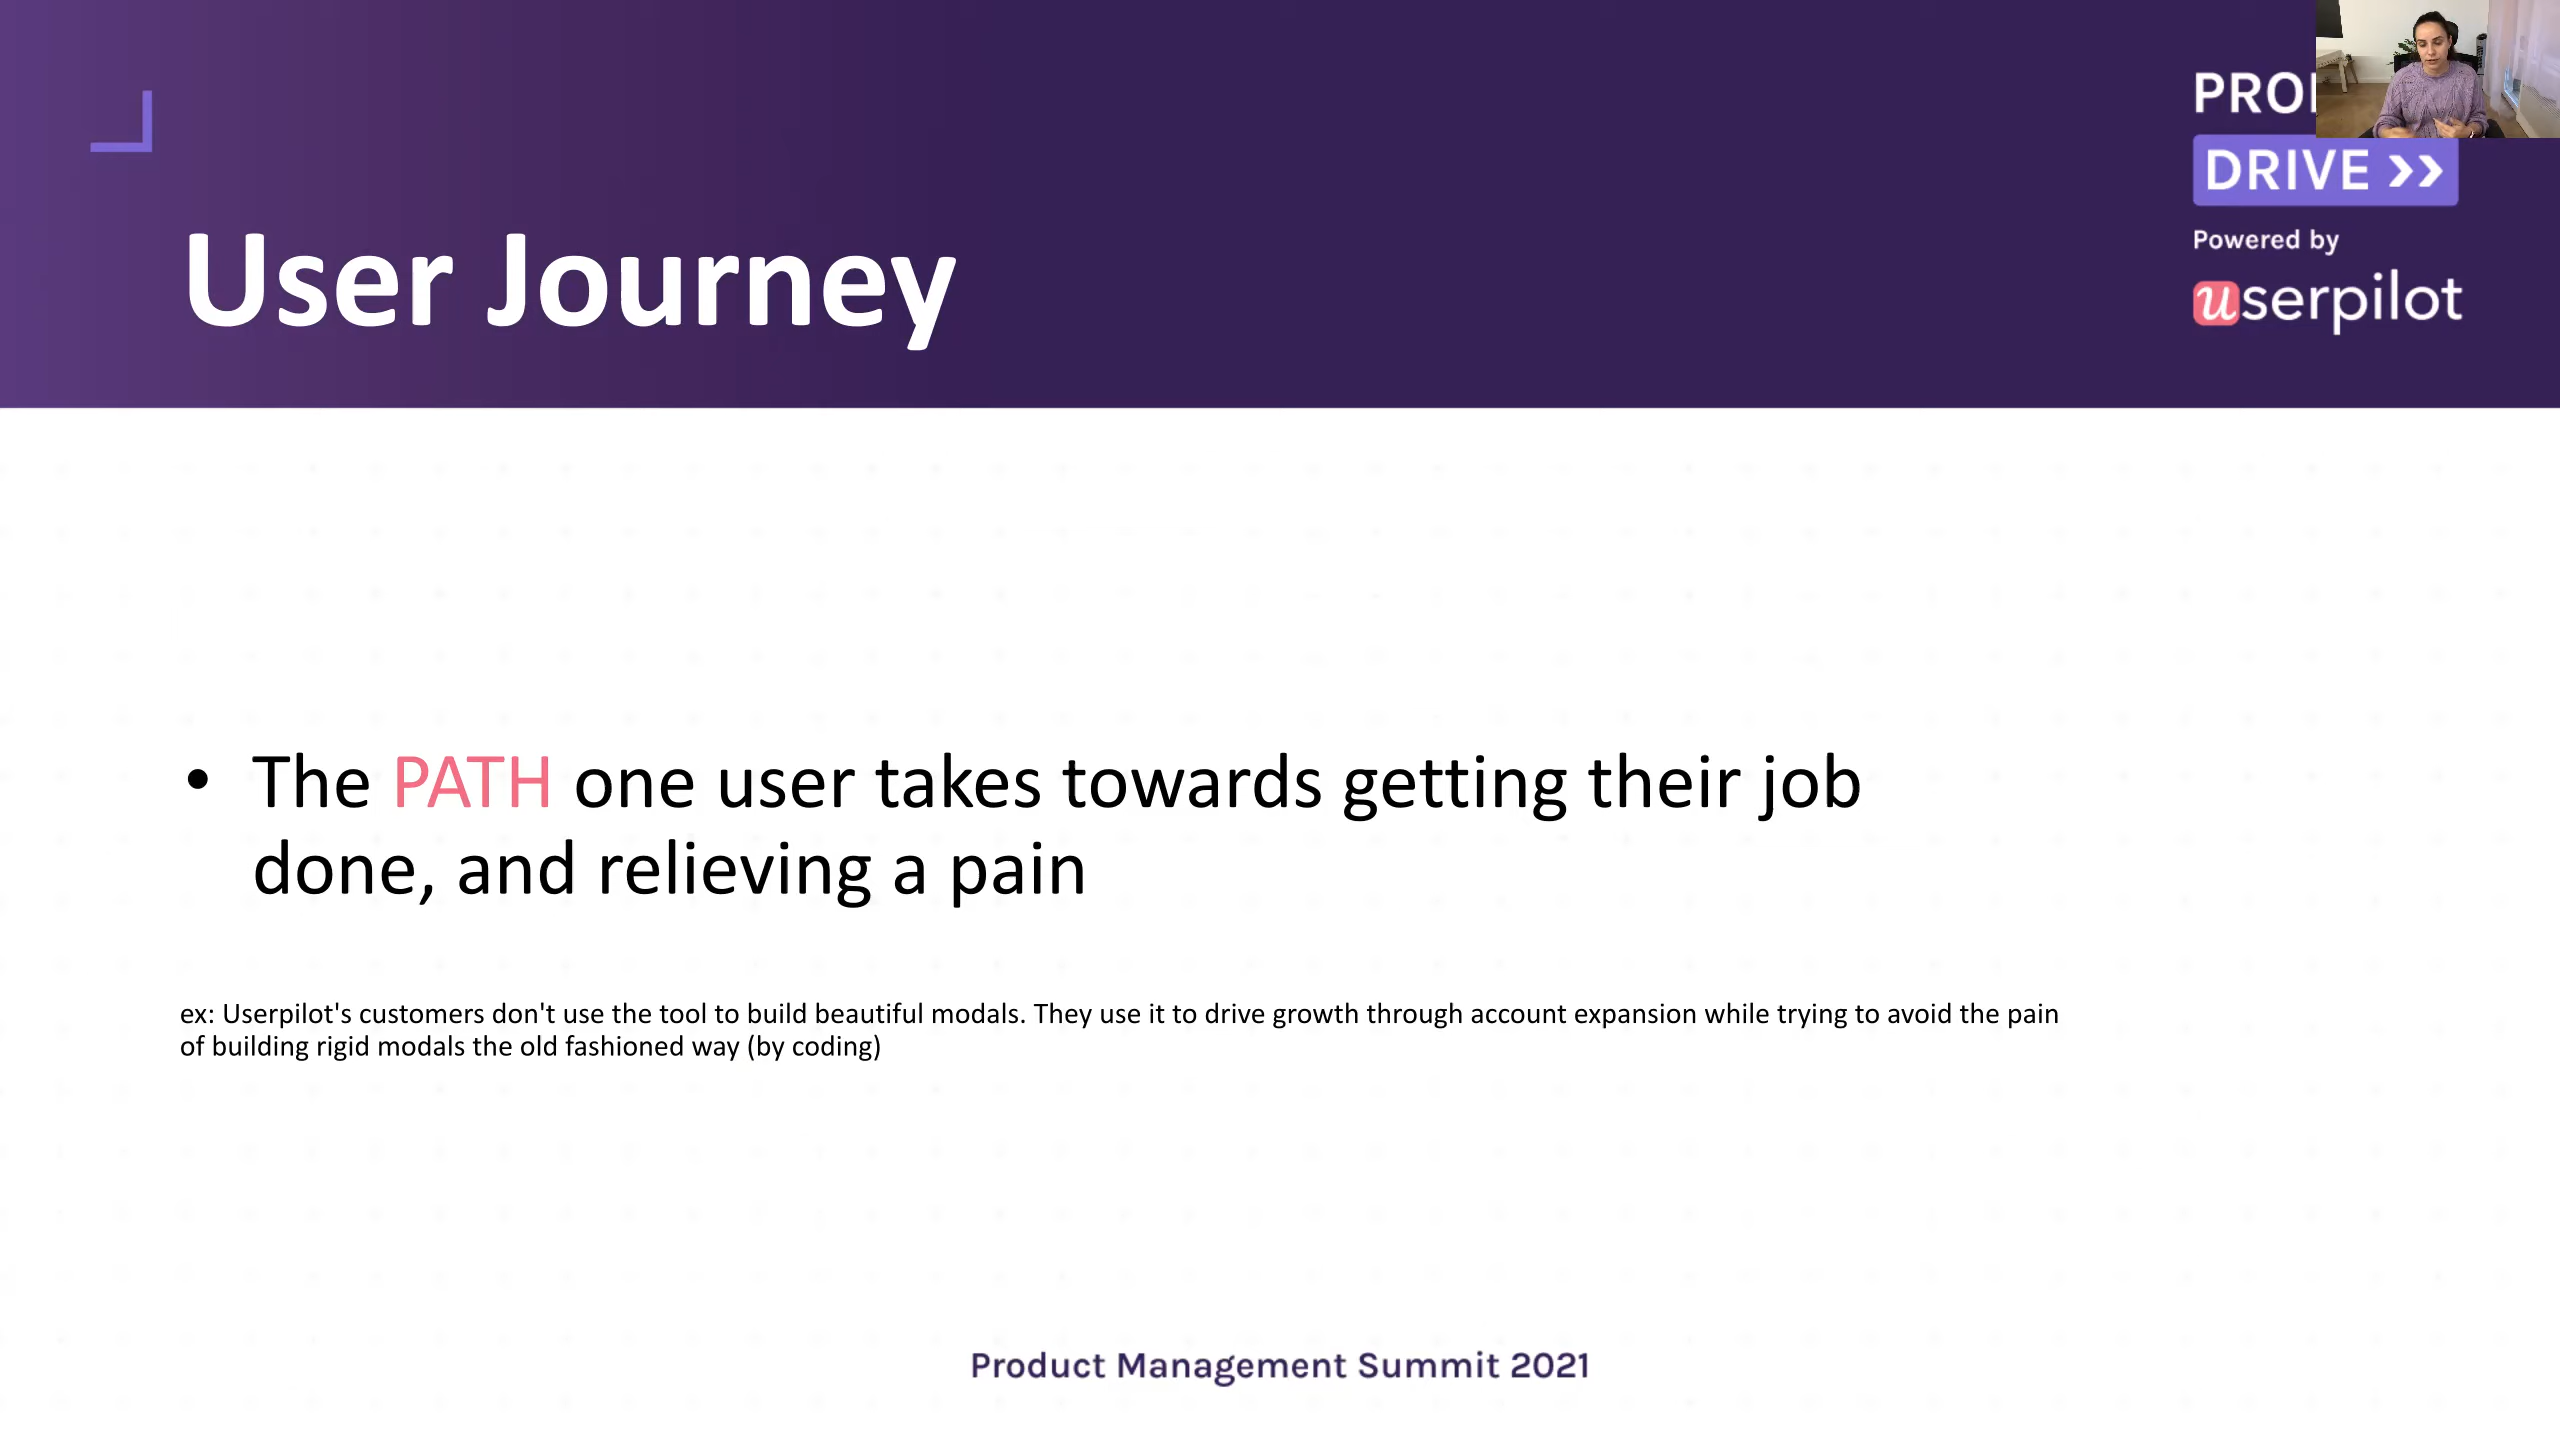 DRIVE >>
Powered by
userpilot
User Journey
• The PATH one user takes towards getting their job
done, and relieving a pain
ex: Userpilot's customers don't use the tool to build beautiful modals. They use it to drive growth through account expansion while trying to avoid the pain
of building rigid modals the old fashioned way (by coding)
Product Management Summit 2021